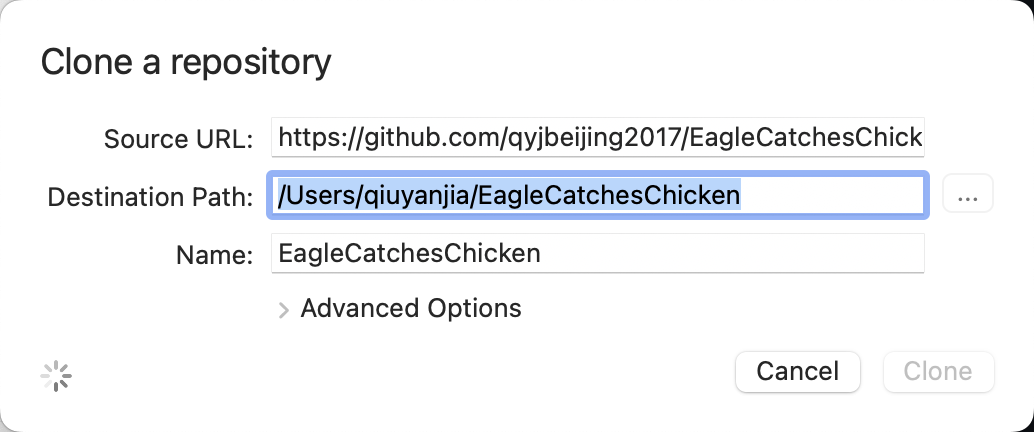 Clone a repository
Source URL: https://github.com/qyjbeijing2017/EagleCatchesChick
Destination Path: /Users/qiuyanjia/EagleCatchesChicken ...
Name: EagleCatchesChicken
Advanced Options
Cancel Clone